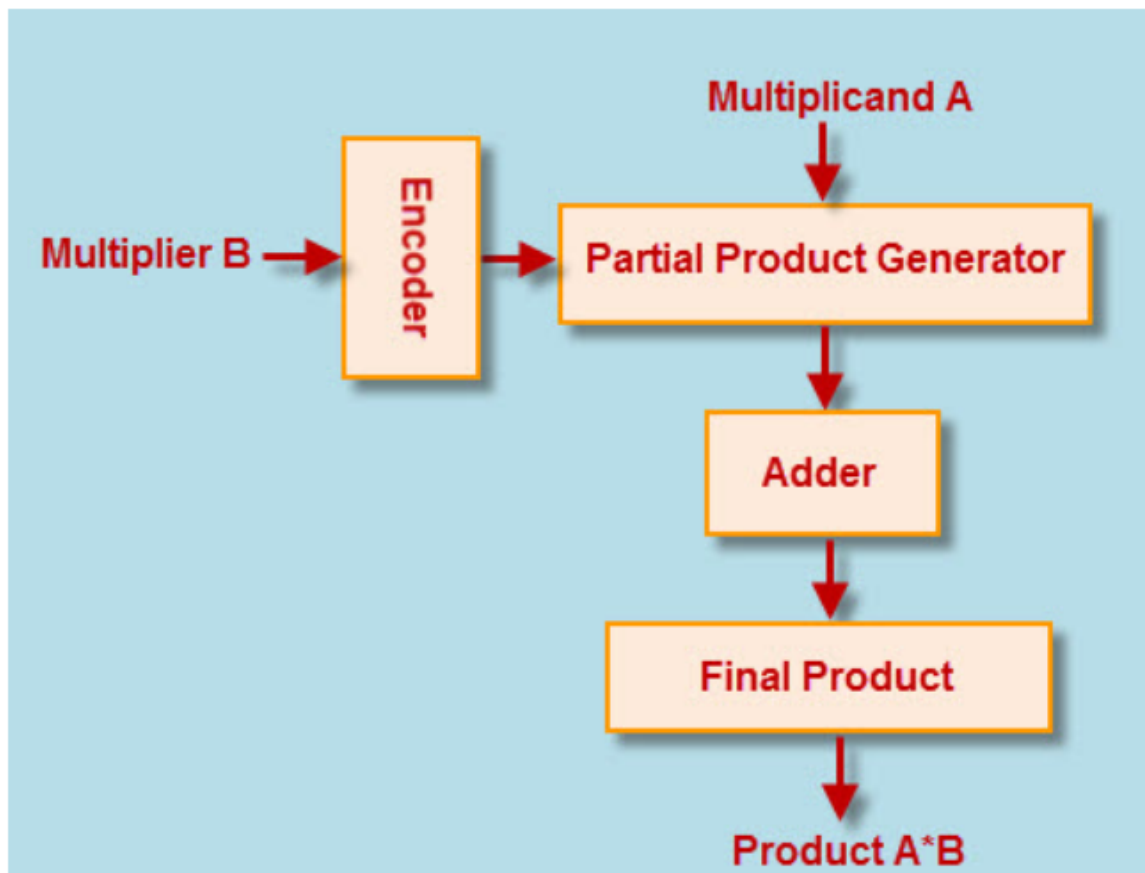 Multiplicand A
Encoder
Multiplier B
Partial Product Generator
Adder
Final Product
Product A*B